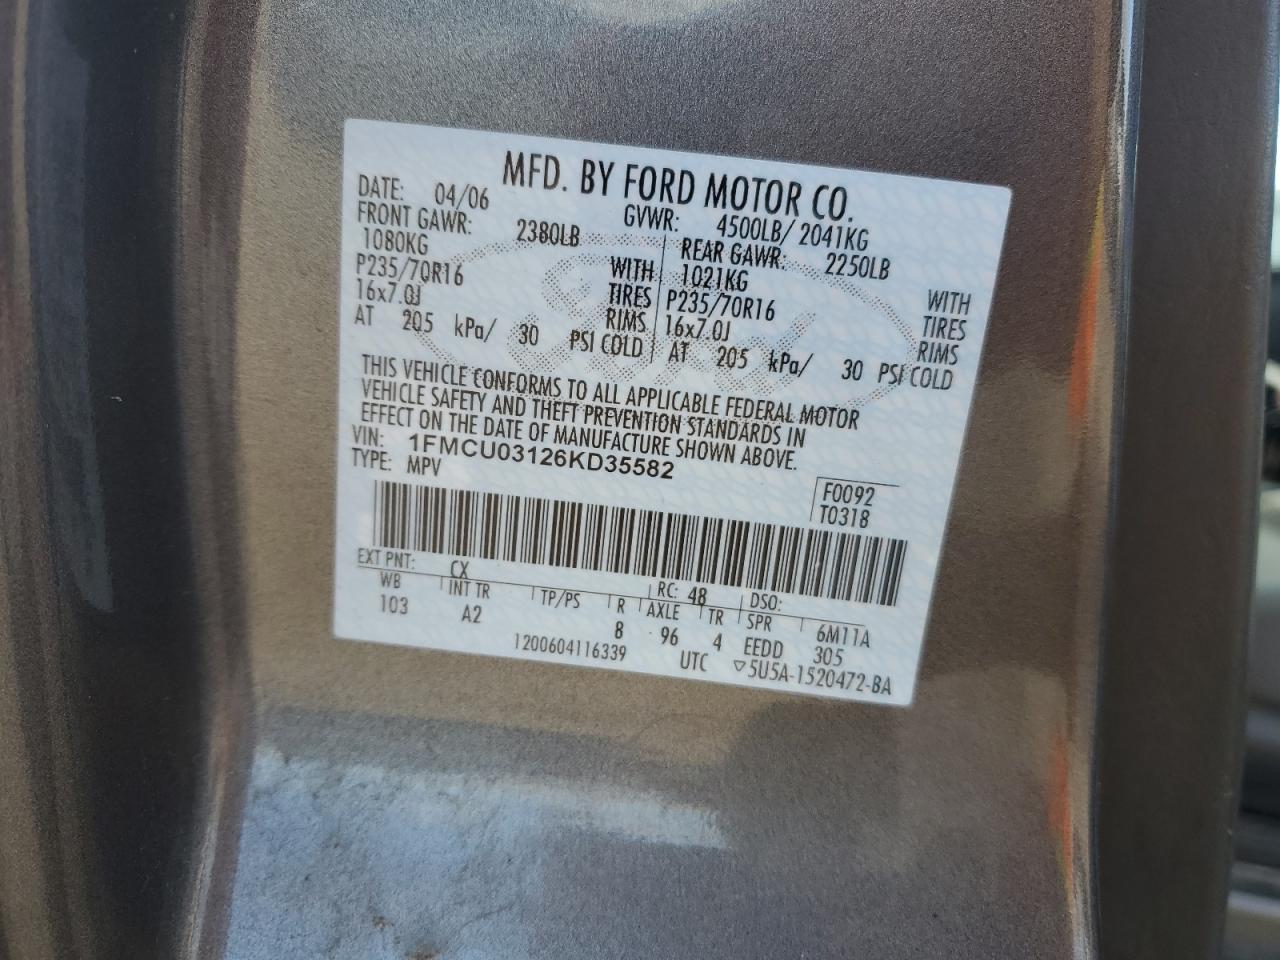 MFD. BY FORD MOTOR CO.
DATE: 04/06 GVWR: 4500LB/ 2041KG
FRONT GAWR: 2380LB REAR GAWR: 2250LB
1080KG WITH 1021KG WITH
P235/70R16 TIRES P235/70R16 TIRES
16x7.0J RIMS 16x7.0J RIMS
AT 205 kPa/ 30 PSI COLD AT 205 kPa/ 30 PSI COLD
THIS VEHICLE CONFORMS TO ALL APPLICABLE FEDERAL MOTOR
VEHICLE SAFETY AND THEFT PREVENTION STANDARDS IN
EFFECT ON THE DATE OF MANUFACTURE SHOWN ABOVE.
VIN: 1FMCU03126KD35582
TYPE: MPV
F0092
T0318
EXT PNT: CX RC: 48 DSO:
WB INT TR TP/PS R AXLE TR SPR 6M11A
103 A2 8 96 4 EEDD 305
1200604116339 UTC ▽5U5A-1520472-BA